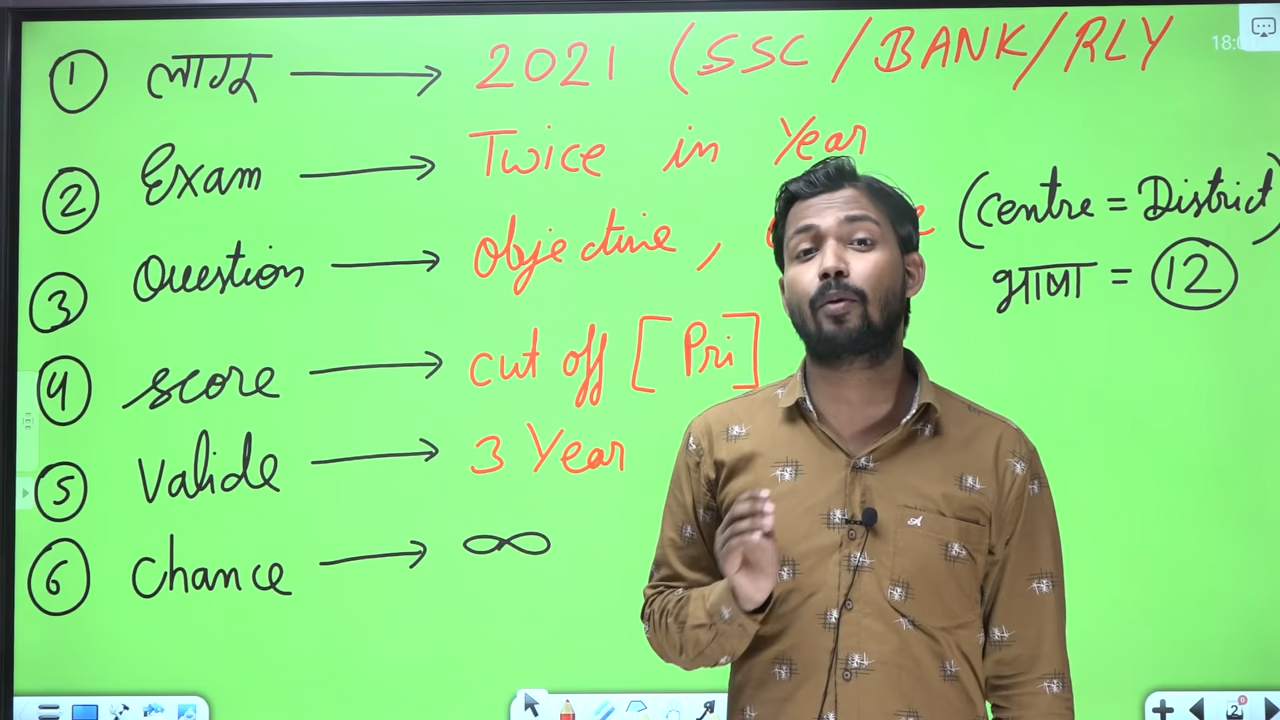 ① लागू → 2021 (SSC / BANK / RLY
② Exam → Twice in Year
③ Question → objective,
(centre = District)
भाषा = 12
④ score → cut off [Pri]
⑤ Valide → 3 Year
⑥ Chance → ∞